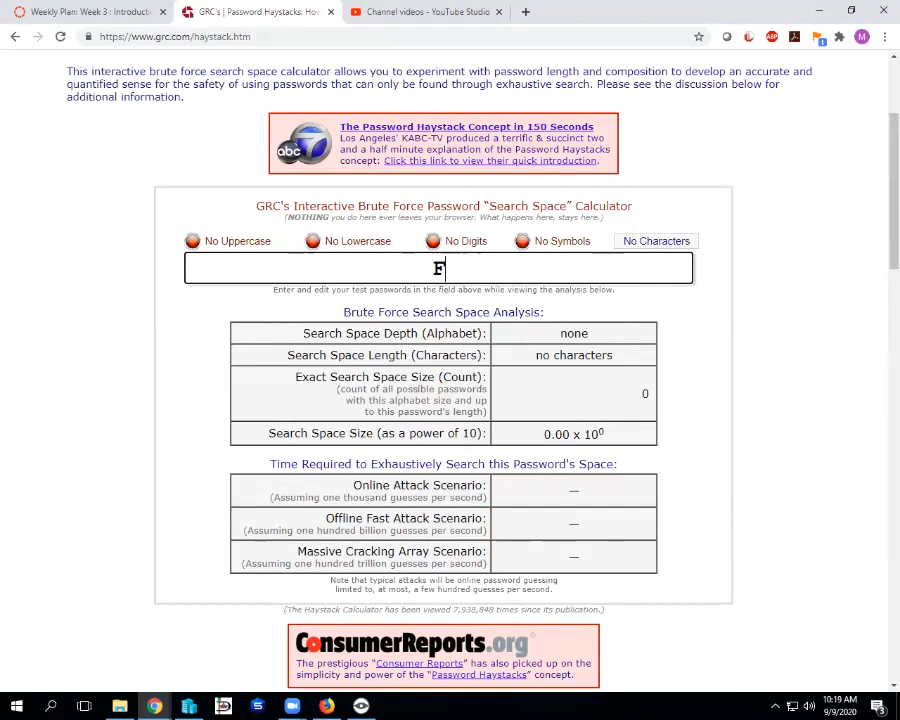 Weekly Plan: Week 3 : Introducti
GRC's | Password Haystacks: Hov
Channel videos - YouTube Studio
https://www.grc.com/haystack.htm
This interactive brute force search space calculator allows you to experiment with password length and composition to develop an accurate and
quantified sense for the safety of using passwords that can only be found through exhaustive search. Please see the discussion below for
additional information.
abc 7
The Password Haystack Concept in 150 Seconds
Los Angeles' KABC-TV produced a terrific & succinct two
and a half minute explanation of the Password Haystacks
concept: Click this link to view their quick introduction.
GRC's Interactive Brute Force Password “Search Space” Calculator
(NOTHING you do here ever leaves your browser. What happens here, stays here.)
No Uppercase No Lowercase No Digits No Symbols No Characters
F
Enter and edit your test passwords in the field above while viewing the analysis below.
Brute Force Search Space Analysis:
Search Space Depth (Alphabet): none
Search Space Length (Characters): no characters
Exact Search Space Size (Count):
(count of all possible passwords
with this alphabet size and up
to this password's length)
0
Search Space Size (as a power of 10): 0.00 x 10⁰
Time Required to Exhaustively Search this Password's Space:
Online Attack Scenario:
(Assuming one thousand guesses per second)
—
Offline Fast Attack Scenario:
(Assuming one hundred billion guesses per second)
—
Massive Cracking Array Scenario:
(Assuming one hundred trillion guesses per second)
—
Note that typical attacks will be online password guessing
limited to, at most, a few hundred guesses per second.
(The Haystack Calculator has been viewed 7,938,848 times since its publication.)
ConsumerReports.org
The prestigious “Consumer Reports” has also picked up on the
simplicity and power of the “Password Haystacks” concept.
10:19 AM
9/9/2020